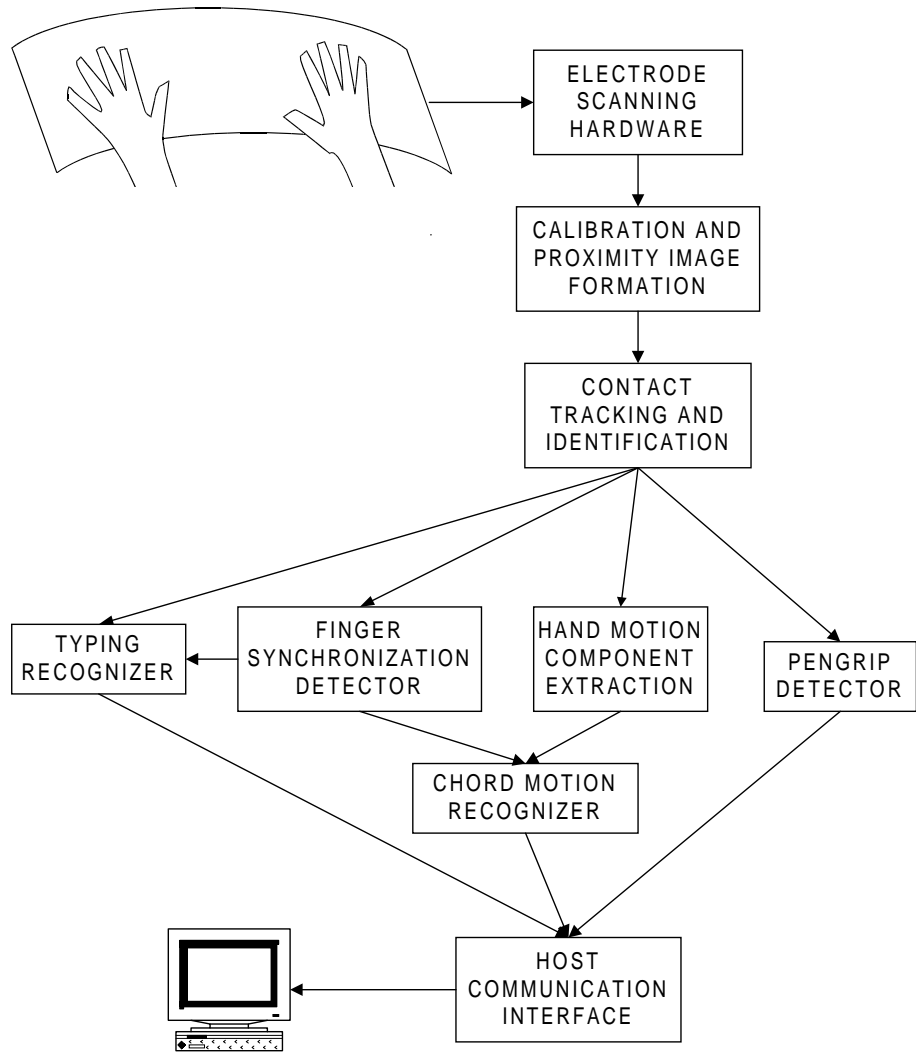 ELECTRODE
SCANNING
HARDWARE
CALIBRATION AND
PROXIMITY IMAGE
FORMATION
CONTACT
TRACKING AND
IDENTIFICATION
TYPING
RECOGNIZER
FINGER
SYNCHRONIZATION
DETECTOR
HAND MOTION
COMPONENT
EXTRACTION
PENGRIP
DETECTOR
CHORD MOTION
RECOGNIZER
HOST
COMMUNICATION
INTERFACE